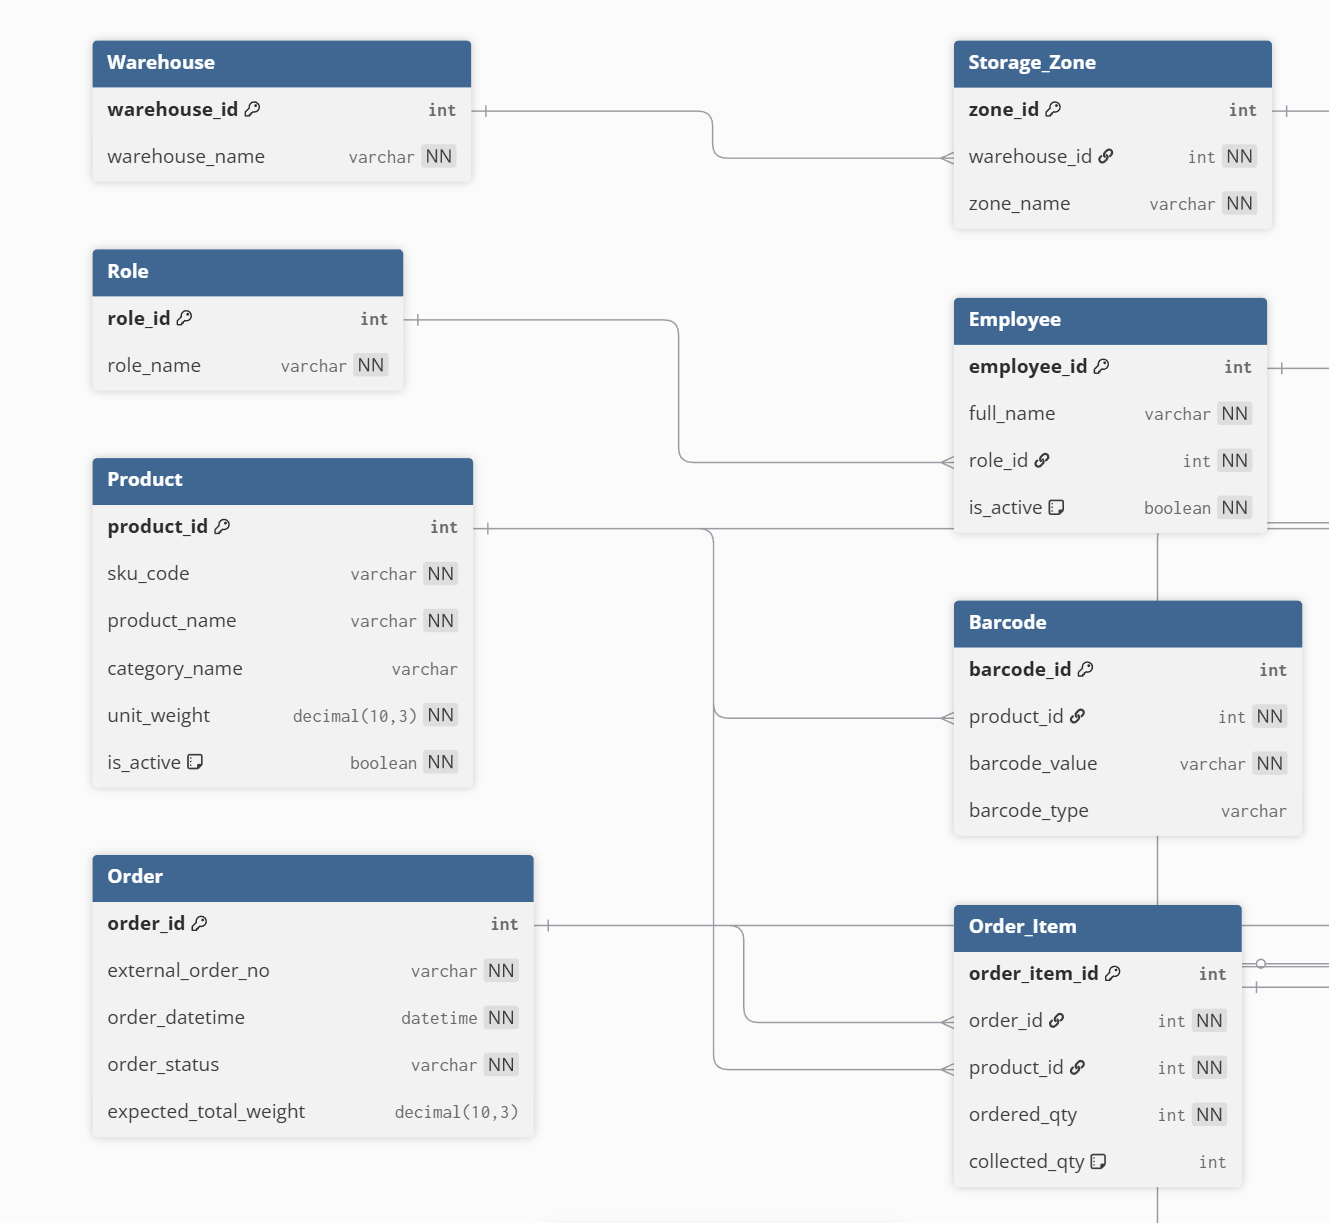 Warehouse
warehouse_id int
warehouse_name varchar NN
Storage_Zone
zone_id int
warehouse_id int NN
zone_name varchar NN
Role
role_id int
role_name varchar NN
Employee
employee_id int
full_name varchar NN
role_id int NN
is_active boolean NN
Product
product_id int
sku_code varchar NN
product_name varchar NN
category_name varchar
unit_weight decimal(10,3) NN
is_active boolean NN
Barcode
barcode_id int
product_id int NN
barcode_value varchar NN
barcode_type varchar
Order
order_id int
external_order_no varchar NN
order_datetime datetime NN
order_status varchar NN
expected_total_weight decimal(10,3)
Order_Item
order_item_id int
order_id int NN
product_id int NN
ordered_qty int NN
collected_qty int